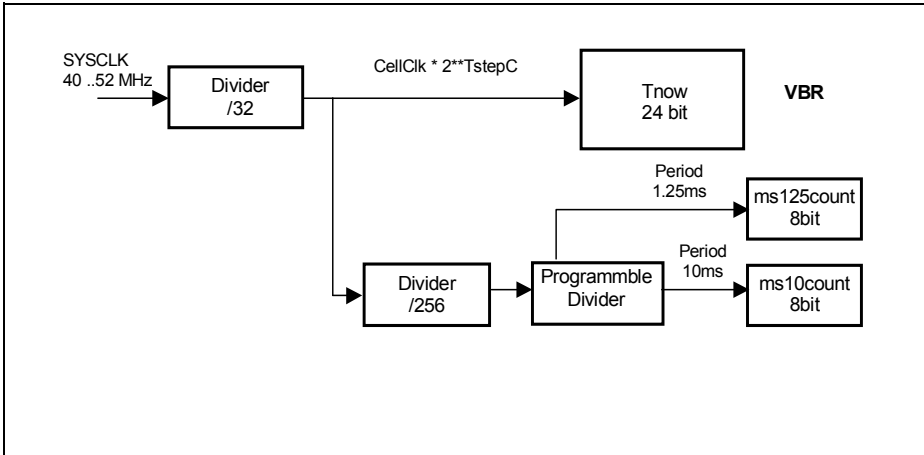 SYSCLK
40 ..52 MHz
Divider
/32
CellClk * 2**TstepC
Tnow
24 bit
VBR
Period
1.25ms
ms125count
8bit
Divider
/256
Programmble
Divider
Period
10ms
ms10count
8bit